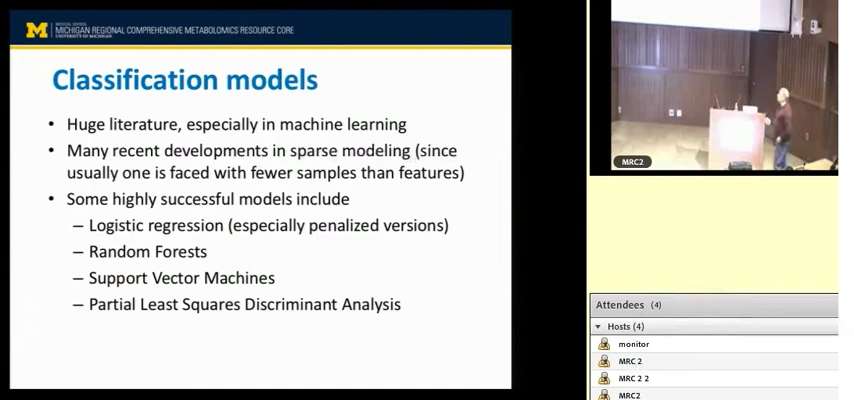 M
MEDICAL SCHOOL
MICHIGAN REGIONAL COMPREHENSIVE METABOLOMICS RESOURCE CORE
UNIVERSITY OF MICHIGAN
Classification models
• Huge literature, especially in machine learning
• Many recent developments in sparse modeling (since
usually one is faced with fewer samples than features)
• Some highly successful models include
– Logistic regression (especially penalized versions)
– Random Forests
– Support Vector Machines
– Partial Least Squares Discriminant Analysis
MRC2
Attendees (4)
Hosts (4)
monitor
MRC 2
MRC 2 2
MRC2